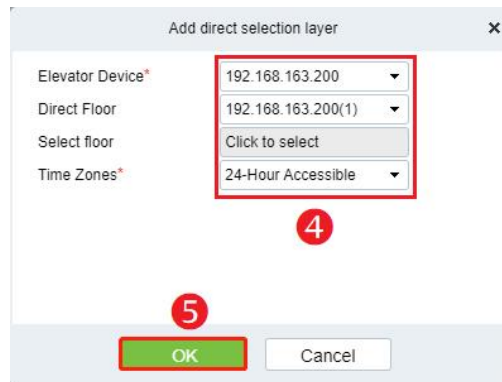 Add direct selection layer ×
Elevator Device* 192.168.163.200
Direct Floor 192.168.163.200(1)
Select floor Click to select
Time Zones* 24-Hour Accessible
4
5
OK Cancel